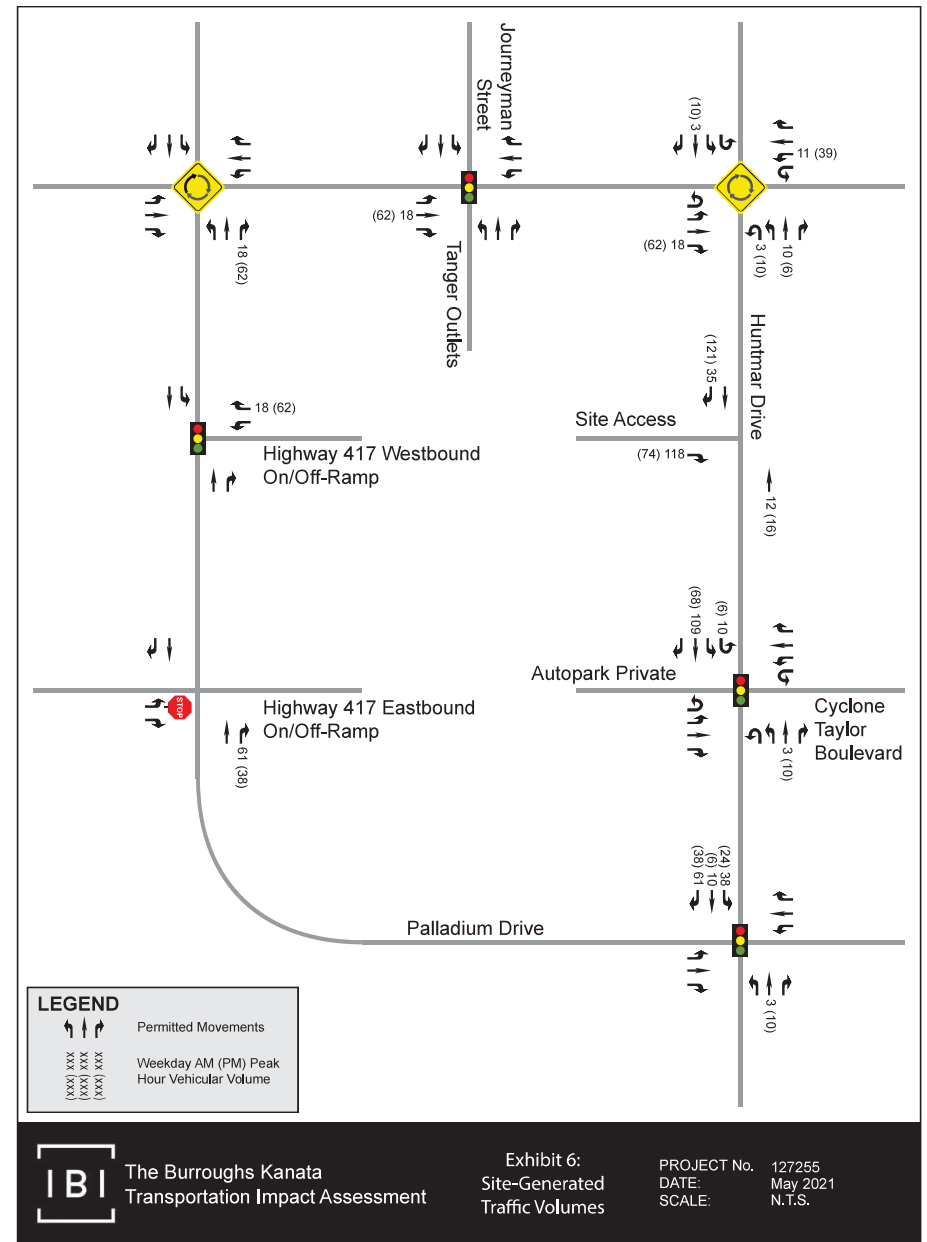 Journeyman
Street
(10) 3
11 (39)
(62) 18
(62) 18
18 (62)
3 (10)
10 (6)
Tanger Outlets
Huntmar Drive
(121) 35
18 (62)
Site Access
Highway 417 Westbound
On/Off-Ramp
(74) 118
12 (16)
(68) 109
(6) 10
Autopark Private
STOP
Highway 417 Eastbound
On/Off-Ramp
Cyclone
Taylor
Boulevard
61 (38)
3 (10)
(38) 61
(6) 10
(24) 38
Palladium Drive
3 (10)
LEGEND
Permitted Movements
xxx (xxx)
xxx (xxx)
xxx (xxx)
Weekday AM (PM) Peak
Hour Vehicular Volume
IBI
The Burroughs Kanata
Transportation Impact Assessment
Exhibit 6:
Site-Generated
Traffic Volumes
PROJECT No. 127255
DATE: May 2021
SCALE: N.T.S.